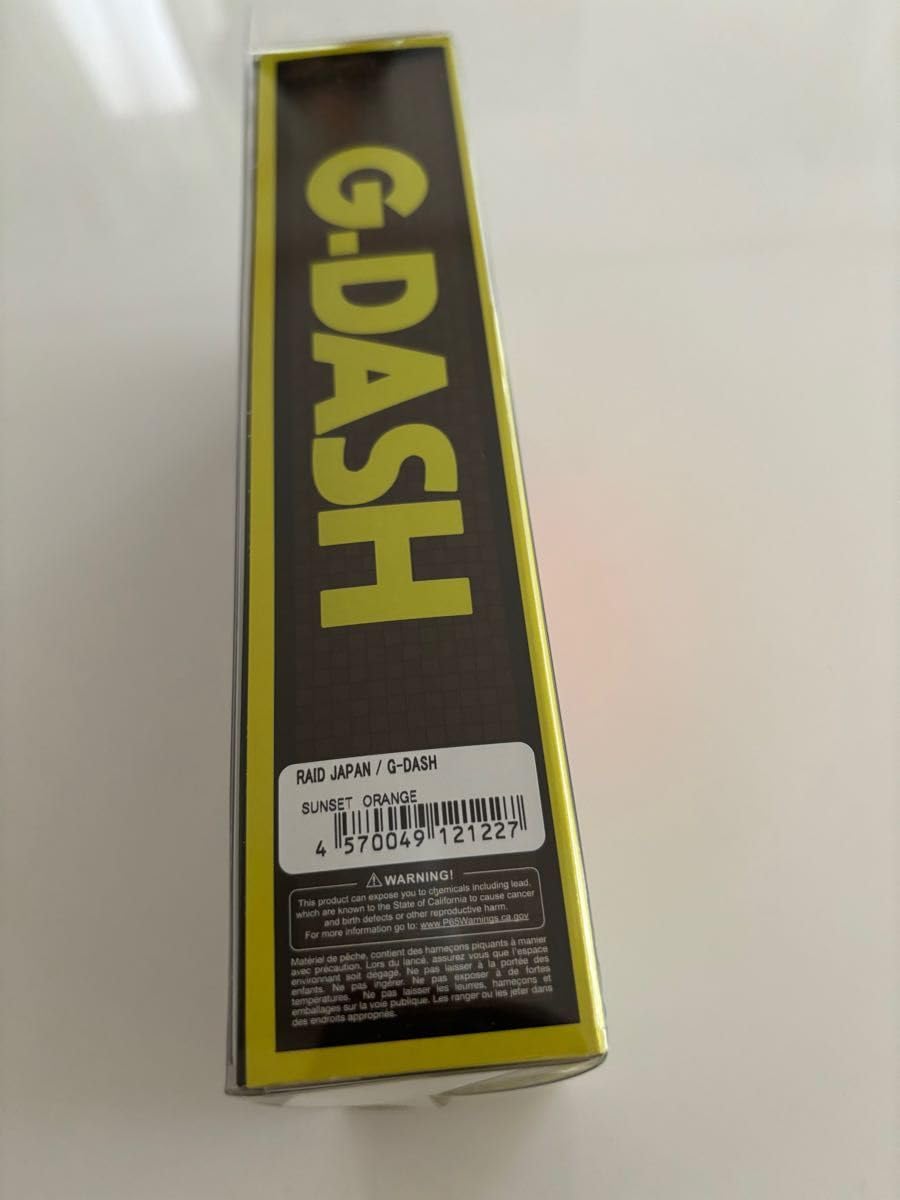 G.DASH
RAID JAPAN / G-DASH
SUNSET ORANGE
4 570049 121227
WARNING!
This product can expose you to chemicals including lead,
which are known to the State of California to cause cancer
and birth defects or other reproductive harm.
For more information go to: www.P65Warnings.ca.gov
Matériel de pêche, contient des hameçons piquants à manier
avec précaution. Lors du lancé, assurez vous que l'espace
environnant soit dégagé. Ne pas laisser à la portée des
enfants. Ne pas ingérer. Ne pas exposer à de fortes
températures. Ne pas laisser les leurres, hameçons et
emballages sur la voie publique. Les ranger ou les jeter dans
des endroits appropriés.